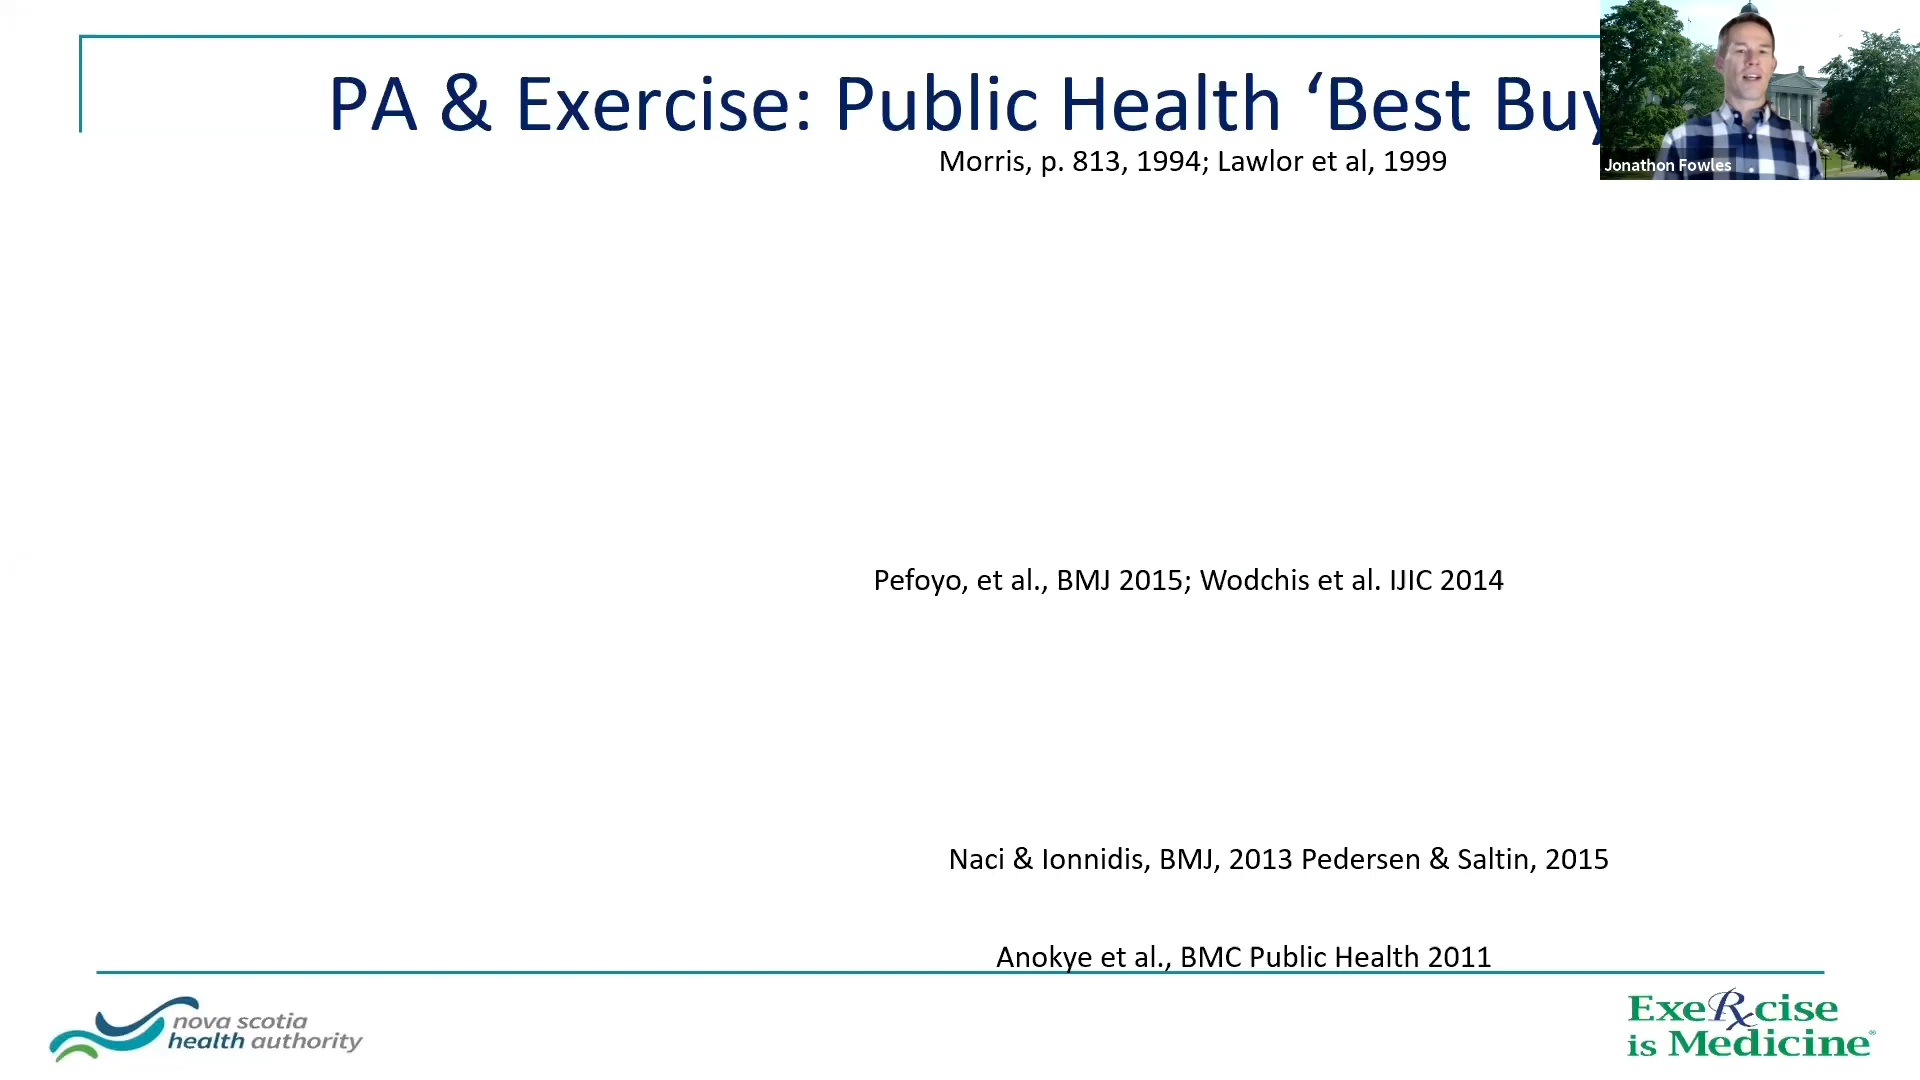 PA & Exercise: Public Health ‘Best Buy
Morris, p. 813, 1994; Lawlor et al, 1999
Jonathon Fowles
Pefoyo, et al., BMJ 2015; Wodchis et al. IJIC 2014
Naci & Ionnidis, BMJ, 2013 Pedersen & Saltin, 2015
Anokye et al., BMC Public Health 2011
nova scotia
health authority
ExeRxcise
is Medicine®